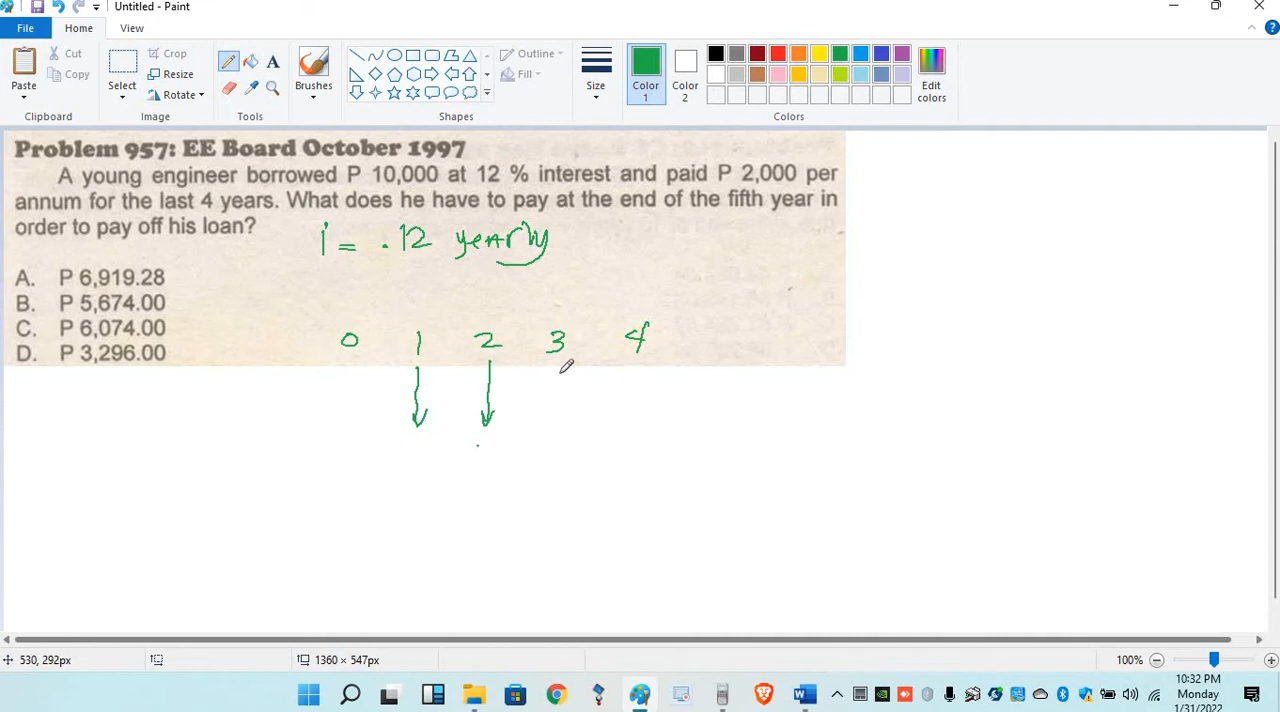 Untitled - Paint
File Home View
Paste Cut Copy
Clipboard
Select Crop Resize Rotate
Image
A
Tools
Brushes
Outline Fill
Shapes
Size
Color 1
Color 2
Edit colors
Colors
Problem 957: EE Board October 1997
A young engineer borrowed P 10,000 at 12 % interest and paid P 2,000 per
annum for the last 4 years. What does he have to pay at the end of the fifth year in
order to pay off his loan?
i = .12 yearly
A. P 6,919.28
B. P 5,674.00
C. P 6,074.00
D. P 3,296.00
0 1 2 3 4
530, 292px
1360 × 547px
100%
10:32 PM
Monday
1/31/2022